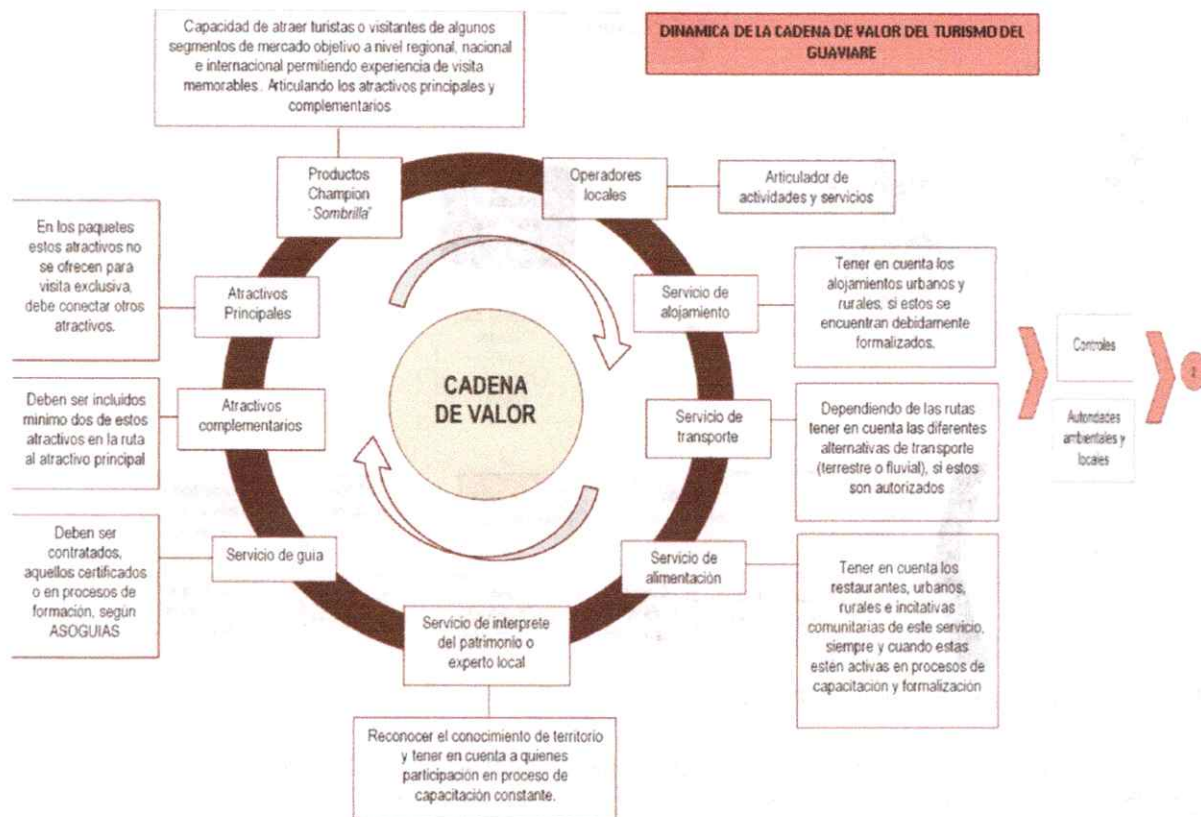 DINAMICA DE LA CADENA DE VALOR DEL TURISMO DEL
GUAVIARE
Capacidad de atraer turistas o visitantes de algunos
segmentos de mercado objetivo a nivel regional, nacional
e internacional permitiendo experiencia de visita
memorables. Articulando los atractivos principales y
complementarios
Productos
Champion
"Sombrilla"
Operadores
locales
Articulador de
actividades y servicios
En los paquetes
estos atractivos no
se ofrecen para
visita exclusiva,
debe conectar otros
atractivos.
Atractivos
Principales
Servicio de
alojamiento
Tener en cuenta los
alojamientos urbanos y
rurales, si estos se
encuentran debidamente
formalizados.
Controles
2
CADENA
DE VALOR
Deben ser incluidos
minimo dos de estos
atractivos en la ruta
al atractivo principal
Atractivos
complementarios
Servicio de
transporte
Dependiendo de las rutas
tener en cuenta las diferentes
alternativas de transporte
(terrestre o fluvial), si estos
son autorizados
Autoridades
ambientales y
locales
Deben ser
contratados,
aquellos certificados
o en procesos de
formación, según
ASOGUIAS
Servicio de guia
Servicio de
alimentación
Tener en cuenta los
restaurantes, urbanos,
rurales e incitativas
comunitarias de este servicio,
siempre y cuando estas
estén activas en procesos de
capacitación y formalización
Servicio de interprete
del patrimonio o
experto local
Reconocer el conocimiento de territorio
y tener en cuenta a quienes
participación en proceso de
capacitación constante.